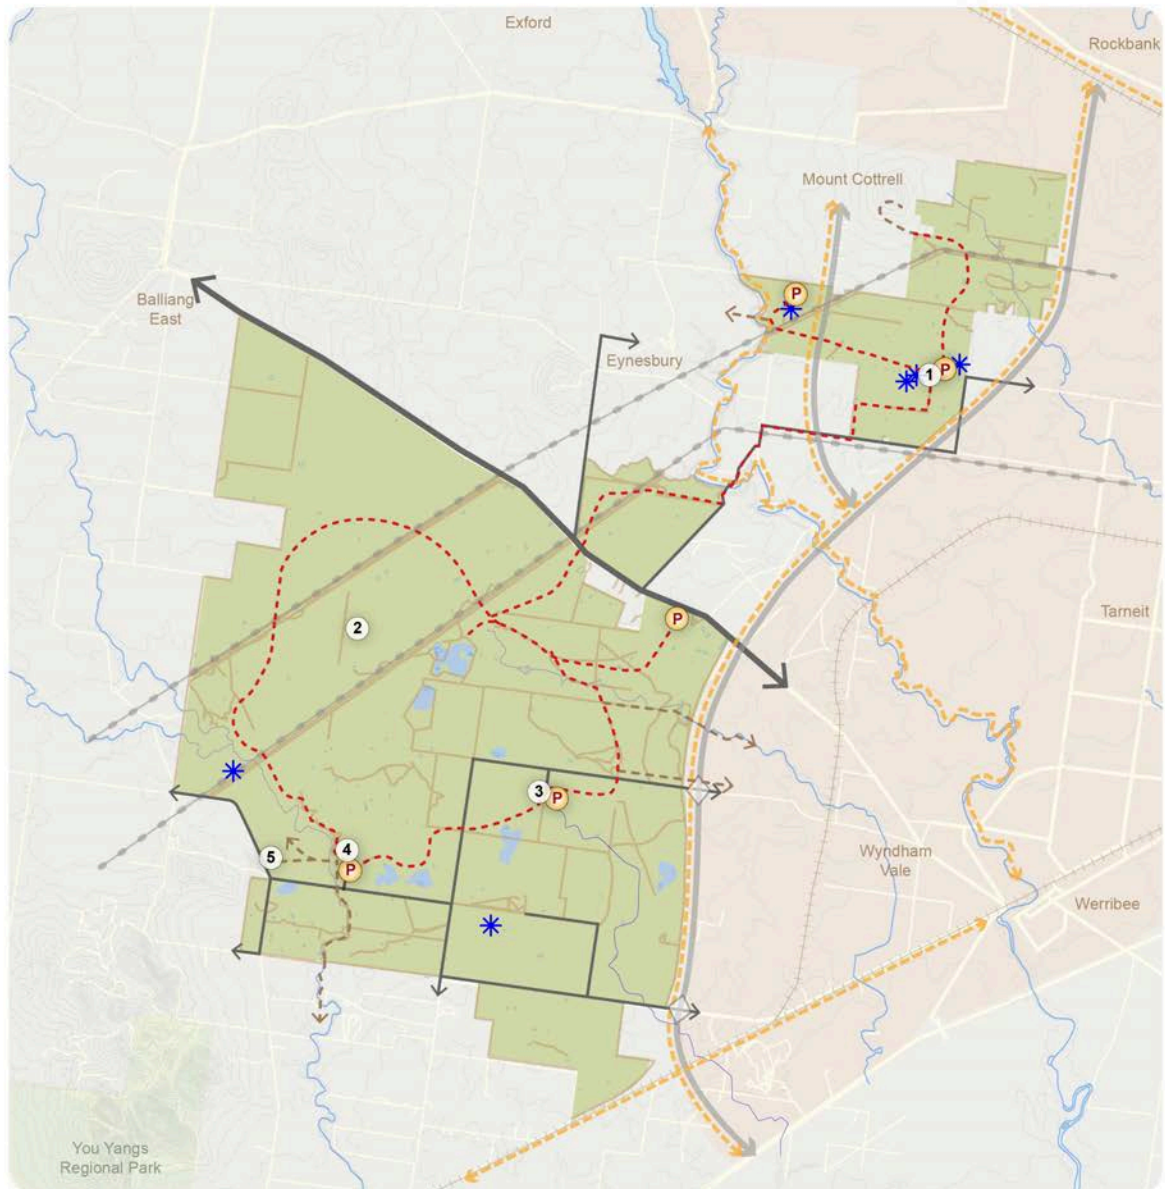 Exford
Rockbank
Mount Cottrell
P
Balliang
East
Eynesbury
1
P
P
Tarneit
2
3
P
4
P
5
Wyndham
Vale
Werribee
You Yangs
Regional Park